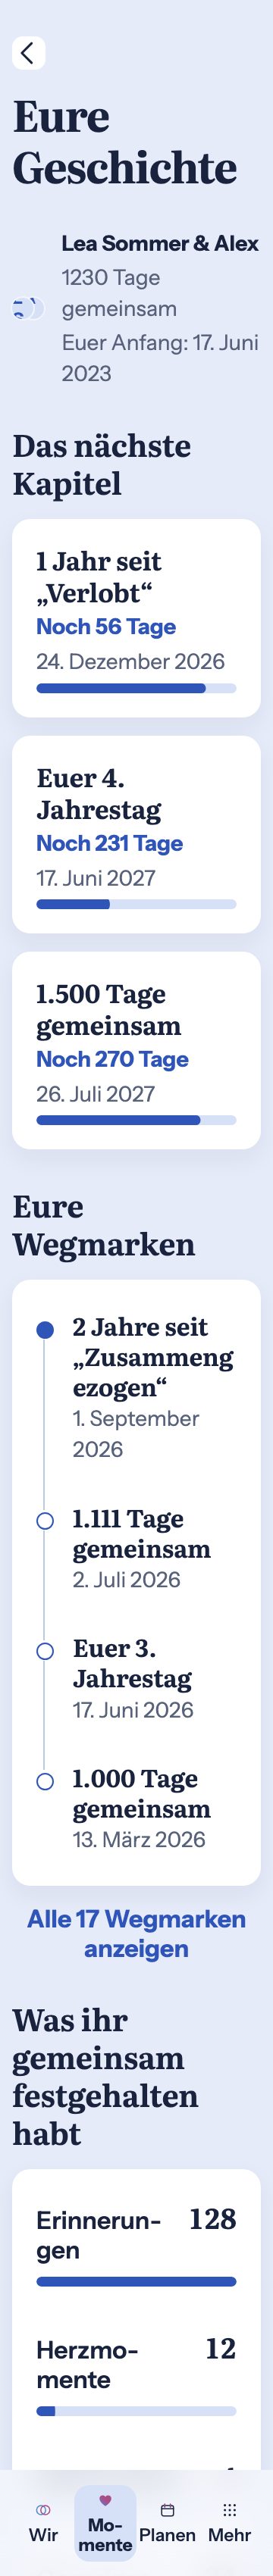 Eure
Geschichte
Lea Sommer & Alex
1230 Tage
gemeinsam
Euer Anfang: 17. Juni
2023
Das nächste
Kapitel
1 Jahr seit
„Verlobt“
Noch 56 Tage
24. Dezember 2026
Euer 4.
Jahrestag
Noch 231 Tage
17. Juni 2027
1.500 Tage
gemeinsam
Noch 270 Tage
26. Juli 2027
Eure
Wegmarken
2 Jahre seit
„Zusammeng
ezogen“
1. September
2026
1.111 Tage
gemeinsam
2. Juli 2026
Euer 3.
Jahrestag
17. Juni 2026
1.000 Tage
gemeinsam
13. März 2026
Alle 17 Wegmarken
anzeigen
Was ihr
gemeinsam
festgehalten
habt
Erinnerun- 128
gen
Herzmo- 12
mente
Wir
Mo-
mente
Planen
Mehr